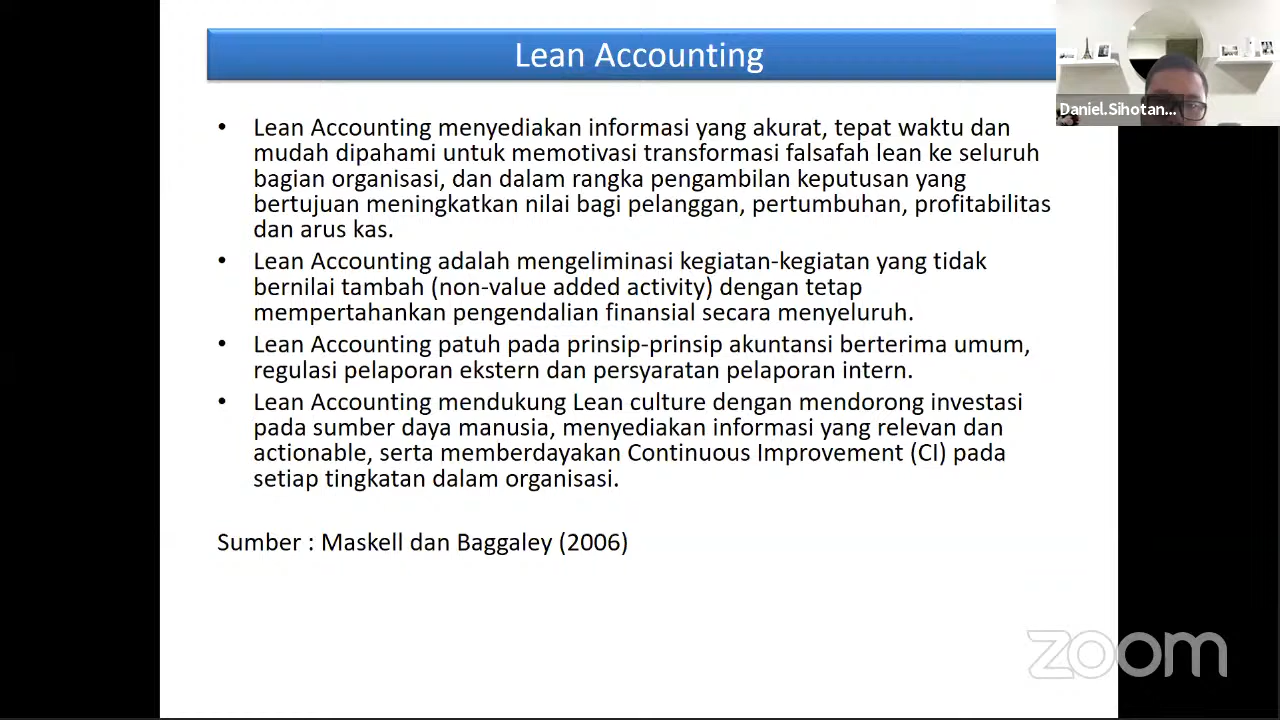 Lean Accounting
Daniel.Sihotan...
• Lean Accounting menyediakan informasi yang akurat, tepat waktu dan
mudah dipahami untuk memotivasi transformasi falsafah lean ke seluruh
bagian organisasi, dan dalam rangka pengambilan keputusan yang
bertujuan meningkatkan nilai bagi pelanggan, pertumbuhan, profitabilitas
dan arus kas.
• Lean Accounting adalah mengeliminasi kegiatan-kegiatan yang tidak
bernilai tambah (non-value added activity) dengan tetap
mempertahankan pengendalian finansial secara menyeluruh.
• Lean Accounting patuh pada prinsip-prinsip akuntansi berterima umum,
regulasi pelaporan ekstern dan persyaratan pelaporan intern.
• Lean Accounting mendukung Lean culture dengan mendorong investasi
pada sumber daya manusia, menyediakan informasi yang relevan dan
actionable, serta memberdayakan Continuous Improvement (CI) pada
setiap tingkatan dalam organisasi.
Sumber : Maskell dan Baggaley (2006)
zoom